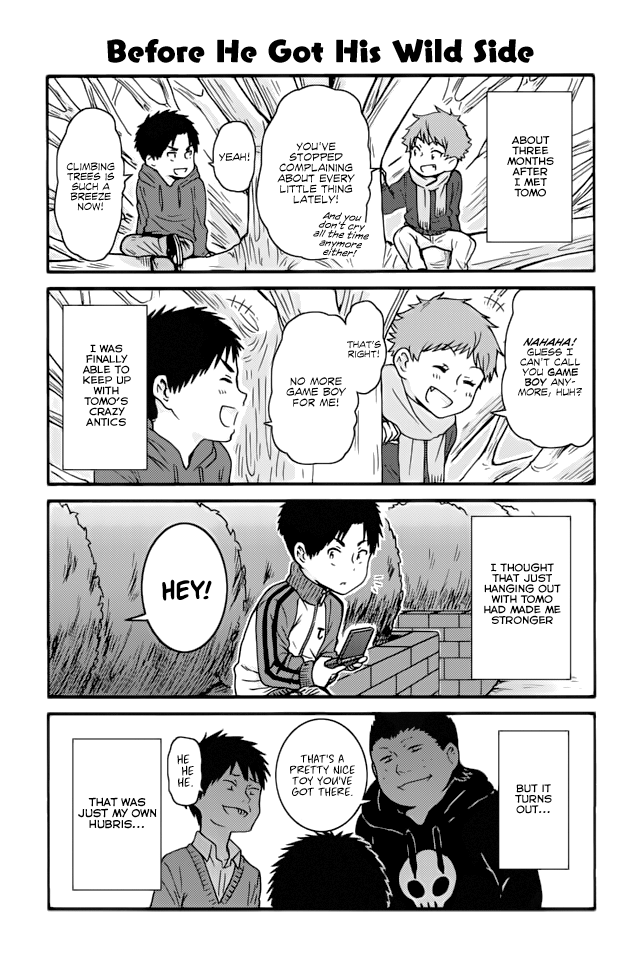 Before He Got His Wild Side
ABOUT
THREE
MONTHS
AFTER
I MET
TOMO
YOU'VE
STOPPED
COMPLAINING
ABOUT EVERY
LITTLE THING
LATELY!
And you
don't cry
all the time
anymore
either!
YEAH!
CLIMBING
TREES IS
SUCH A
BREEZE
NOW!
NAHAHA!
GUESS I
CAN'T CALL
YOU GAME
BOY ANY-
MORE, HUH?
THAT'S
RIGHT!
NO MORE
GAME BOY
FOR ME!
I WAS
FINALLY
ABLE TO
KEEP UP
WITH
TOMO'S
CRAZY
ANTICS
I THOUGHT
THAT JUST
HANGING OUT
WITH TOMO
HAD MADE ME
STRONGER
HEY!
BUT IT
TURNS
OUT...
THAT'S A
PRETTY NICE
TOY YOU'VE
GOT THERE.
HE
HE
HE.
THAT WAS
JUST MY OWN
HUBRIS...